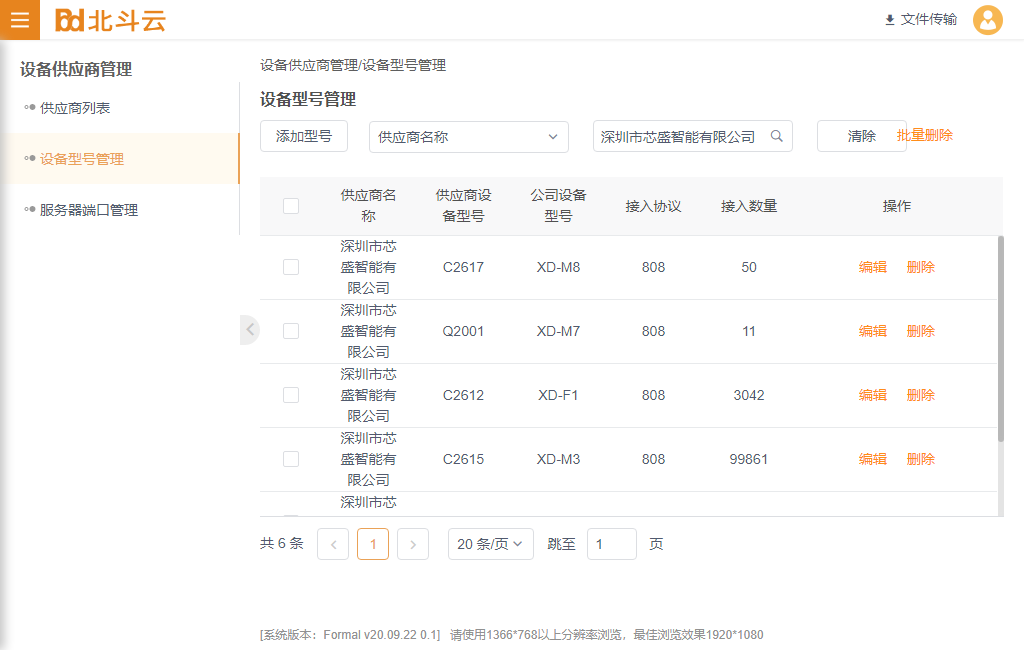 北斗云
文件传输
设备供应商管理
供应商列表
设备型号管理
服务器端口管理
设备供应商管理/设备型号管理
设备型号管理
添加型号 供应商名称 深圳市芯盛智能有限公司 清除 批量删除
供应商名称 供应商设备型号 公司设备型号 接入协议 接入数量 操作
深圳市芯盛智能有限公司 C2617 XD-M8 808 50 编辑 删除
深圳市芯盛智能有限公司 Q2001 XD-M7 808 11 编辑 删除
深圳市芯盛智能有限公司 C2612 XD-F1 808 3042 编辑 删除
深圳市芯盛智能有限公司 C2615 XD-M3 808 99861 编辑 删除
深圳市芯
共 6 条 1 20 条/页 跳至 1 页
[系统版本：Formal v20.09.22 0.1] 请使用1366*768以上分辨率浏览，最佳浏览效果1920*1080